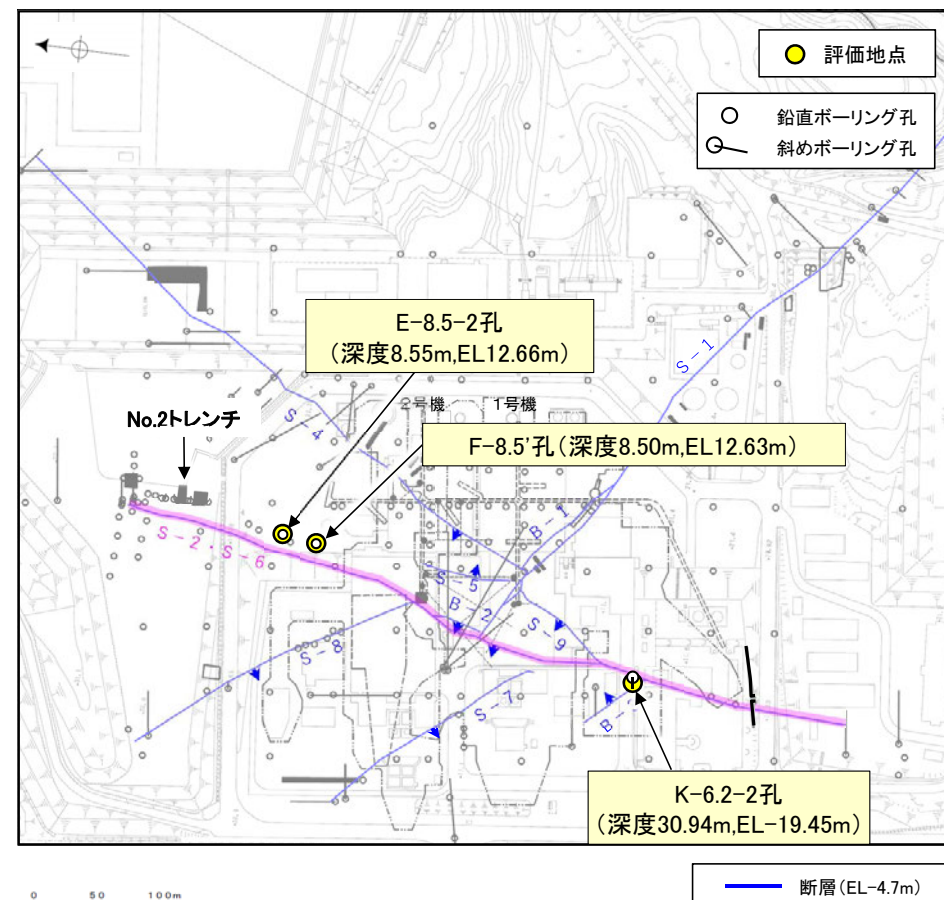 評価地点
鉛直ボーリング孔
斜めボーリング孔
E-8.5-2孔
(深度8.55m,EL12.66m)
S-1
2号機 1号機
No.2トレンチ
S-4
F-8.5'孔(深度8.50m,EL12.63m)
B-1
S-2・S-6
S-5
B-2
S-9
S-8
S-7
K-6.2-2孔
(深度30.94m,EL-19.45m)
0 50 100m
断層(EL-4.7m)